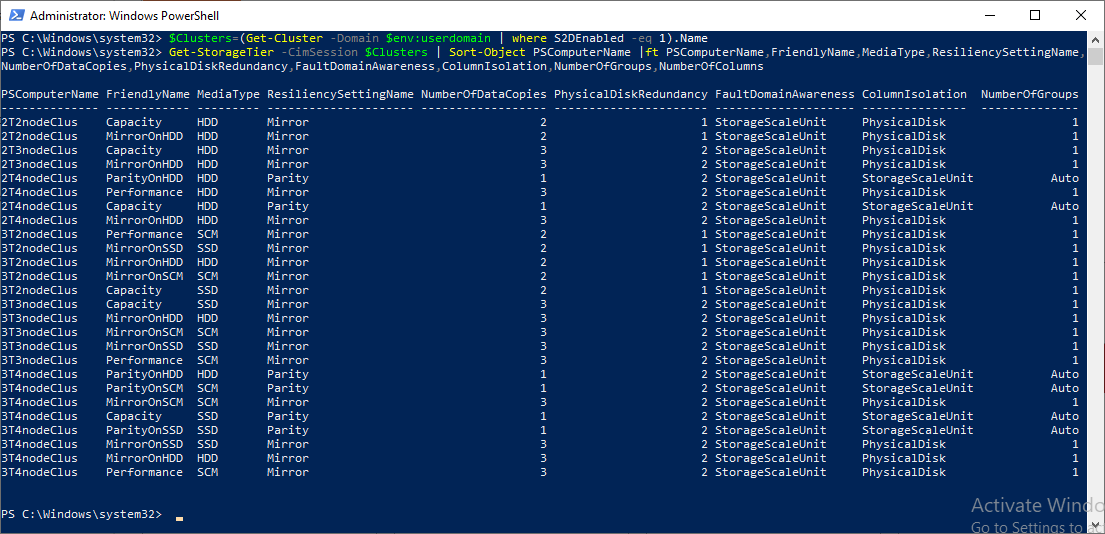 Administrator: Windows PowerShell
PS C:\Windows\system32> $Clusters=(Get-Cluster -Domain $env:userdomain | where S2DEnabled -eq 1).Name
PS C:\Windows\system32> Get-StorageTier -CimSession $Clusters | Sort-Object PSComputerName |ft PSComputerName,FriendlyName,MediaType,ResiliencySettingName,
NumberOfDataCopies,PhysicalDiskRedundancy,FaultDomainAwareness,ColumnIsolation,NumberOfGroups,NumberOfColumns
PSComputerName FriendlyName MediaType ResiliencySettingName NumberOfDataCopies PhysicalDiskRedundancy FaultDomainAwareness ColumnIsolation NumberOfGroups
-------------- ------------ --------- --------------------- ------------------ ---------------------- -------------------- --------------- --------------
2T2nodeClus Capacity HDD Mirror 2 1 StorageScaleUnit PhysicalDisk 1
2T2nodeClus MirrorOnHDD HDD Mirror 2 1 StorageScaleUnit PhysicalDisk 1
2T3nodeClus Capacity HDD Mirror 3 2 StorageScaleUnit PhysicalDisk 1
2T3nodeClus MirrorOnHDD HDD Mirror 3 2 StorageScaleUnit PhysicalDisk 1
2T4nodeClus ParityOnHDD HDD Parity 1 2 StorageScaleUnit StorageScaleUnit Auto
2T4nodeClus Performance HDD Mirror 3 2 StorageScaleUnit PhysicalDisk 1
2T4nodeClus Capacity HDD Parity 1 2 StorageScaleUnit StorageScaleUnit Auto
2T4nodeClus MirrorOnHDD HDD Mirror 3 2 StorageScaleUnit PhysicalDisk 1
3T2nodeClus Performance SCM Mirror 2 1 StorageScaleUnit PhysicalDisk 1
3T2nodeClus MirrorOnSSD SSD Mirror 2 1 StorageScaleUnit PhysicalDisk 1
3T2nodeClus MirrorOnHDD HDD Mirror 2 1 StorageScaleUnit PhysicalDisk 1
3T2nodeClus MirrorOnSCM SCM Mirror 2 1 StorageScaleUnit PhysicalDisk 1
3T2nodeClus Capacity SSD Mirror 2 1 StorageScaleUnit PhysicalDisk 1
3T3nodeClus Capacity SSD Mirror 3 2 StorageScaleUnit PhysicalDisk 1
3T3nodeClus MirrorOnHDD HDD Mirror 3 2 StorageScaleUnit PhysicalDisk 1
3T3nodeClus MirrorOnSCM SCM Mirror 3 2 StorageScaleUnit PhysicalDisk 1
3T3nodeClus MirrorOnSSD SSD Mirror 3 2 StorageScaleUnit PhysicalDisk 1
3T3nodeClus Performance SCM Mirror 3 2 StorageScaleUnit PhysicalDisk 1
3T4nodeClus ParityOnHDD HDD Parity 1 2 StorageScaleUnit StorageScaleUnit Auto
3T4nodeClus ParityOnSCM SCM Parity 1 2 StorageScaleUnit StorageScaleUnit Auto
3T4nodeClus MirrorOnSCM SCM Mirror 3 2 StorageScaleUnit PhysicalDisk 1
3T4nodeClus Capacity SSD Parity 1 2 StorageScaleUnit StorageScaleUnit Auto
3T4nodeClus ParityOnSSD SSD Parity 1 2 StorageScaleUnit StorageScaleUnit Auto
3T4nodeClus MirrorOnSSD SSD Mirror 3 2 StorageScaleUnit PhysicalDisk 1
3T4nodeClus MirrorOnHDD HDD Mirror 3 2 StorageScaleUnit PhysicalDisk 1
3T4nodeClus Performance SCM Mirror 3 2 StorageScaleUnit PhysicalDisk 1
PS C:\Windows\system32>
Activate Windo
Go to Settings to ac